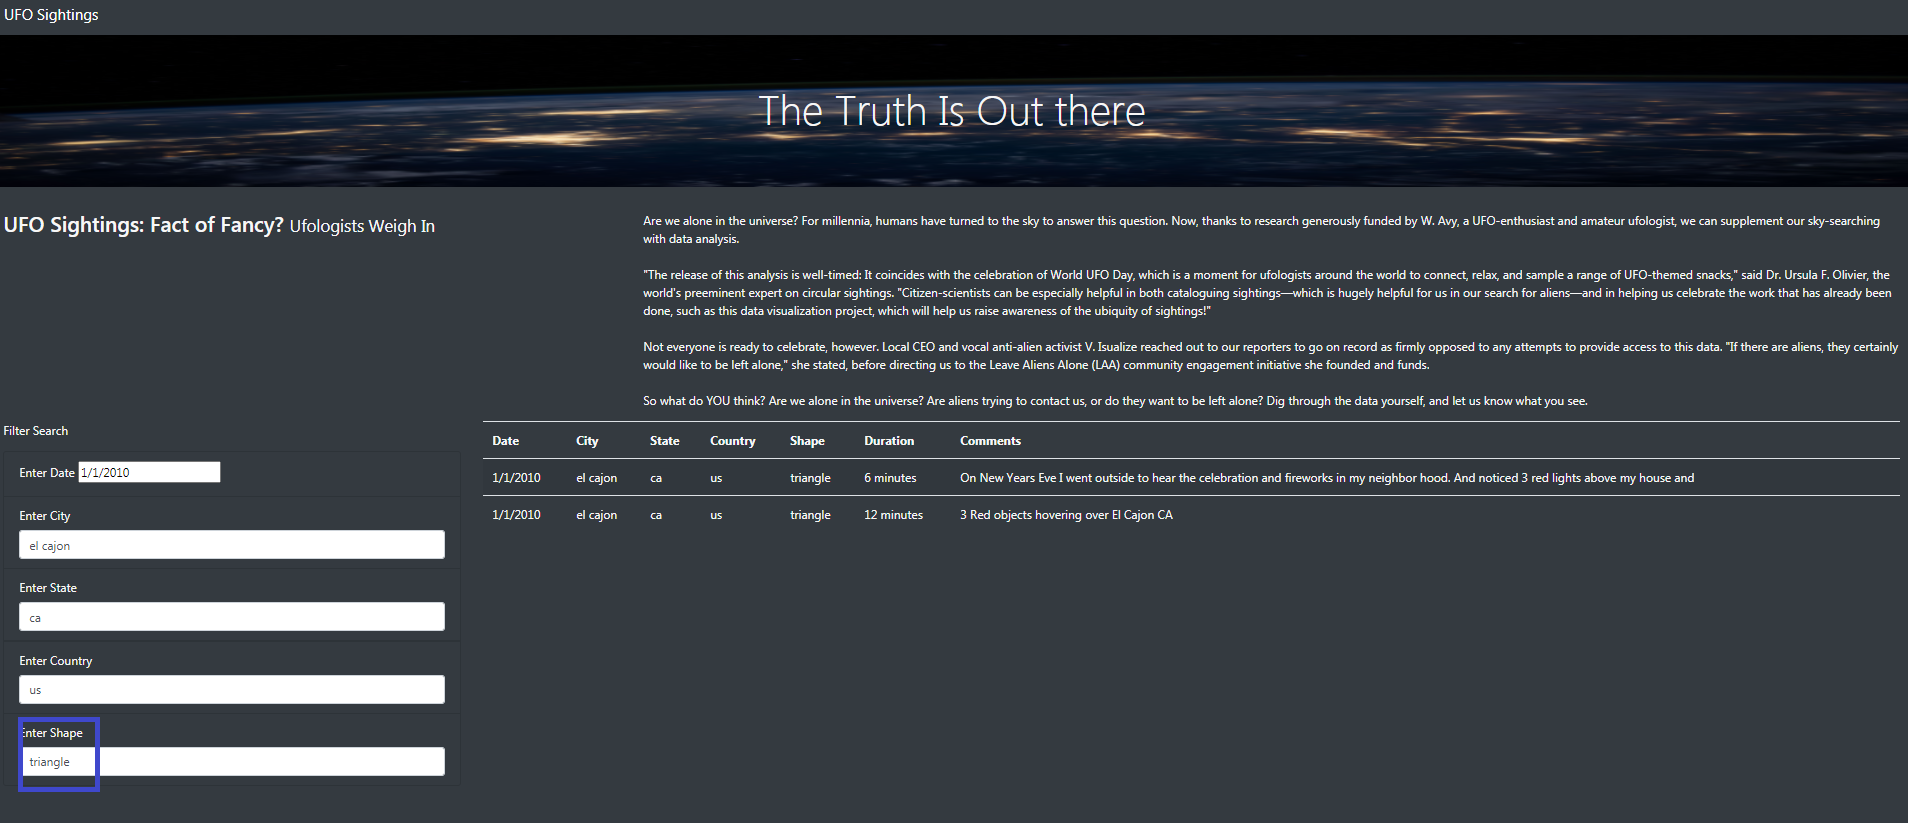 UFO Sightings
The Truth Is Out there
UFO Sightings: Fact of Fancy? Ufologists Weigh In
Are we alone in the universe? For millennia, humans have turned to the sky to answer this question. Now, thanks to research generously funded by W. Avy, a UFO-enthusiast and amateur ufologist, we can supplement our sky-searching
with data analysis.
"The release of this analysis is well-timed: It coincides with the celebration of World UFO Day, which is a moment for ufologists around the world to connect, relax, and sample a range of UFO-themed snacks," said Dr. Ursula F. Olivier, the
world's preeminent expert on circular sightings. "Citizen-scientists can be especially helpful in both cataloguing sightings—which is hugely helpful for us in our search for aliens—and in helping us celebrate the work that has already been
done, such as this data visualization project, which will help us raise awareness of the ubiquity of sightings!"
Not everyone is ready to celebrate, however. Local CEO and vocal anti-alien activist V. Isualize reached out to our reporters to go on record as firmly opposed to any attempts to provide access to this data. "If there are aliens, they certainly
would like to be left alone," she stated, before directing us to the Leave Aliens Alone (LAA) community engagement initiative she founded and funds.
So what do YOU think? Are we alone in the universe? Are aliens trying to contact us, or do they want to be left alone? Dig through the data yourself, and let us know what you see.
Filter Search
Enter Date 1/1/2010
Enter City
el cajon
Enter State
ca
Enter Country
us
Enter Shape
triangle
Date City State Country Shape Duration Comments
1/1/2010 el cajon ca us triangle 6 minutes On New Years Eve I went outside to hear the celebration and fireworks in my neighbor hood. And noticed 3 red lights above my house and
1/1/2010 el cajon ca us triangle 12 minutes 3 Red objects hovering over El Cajon CA